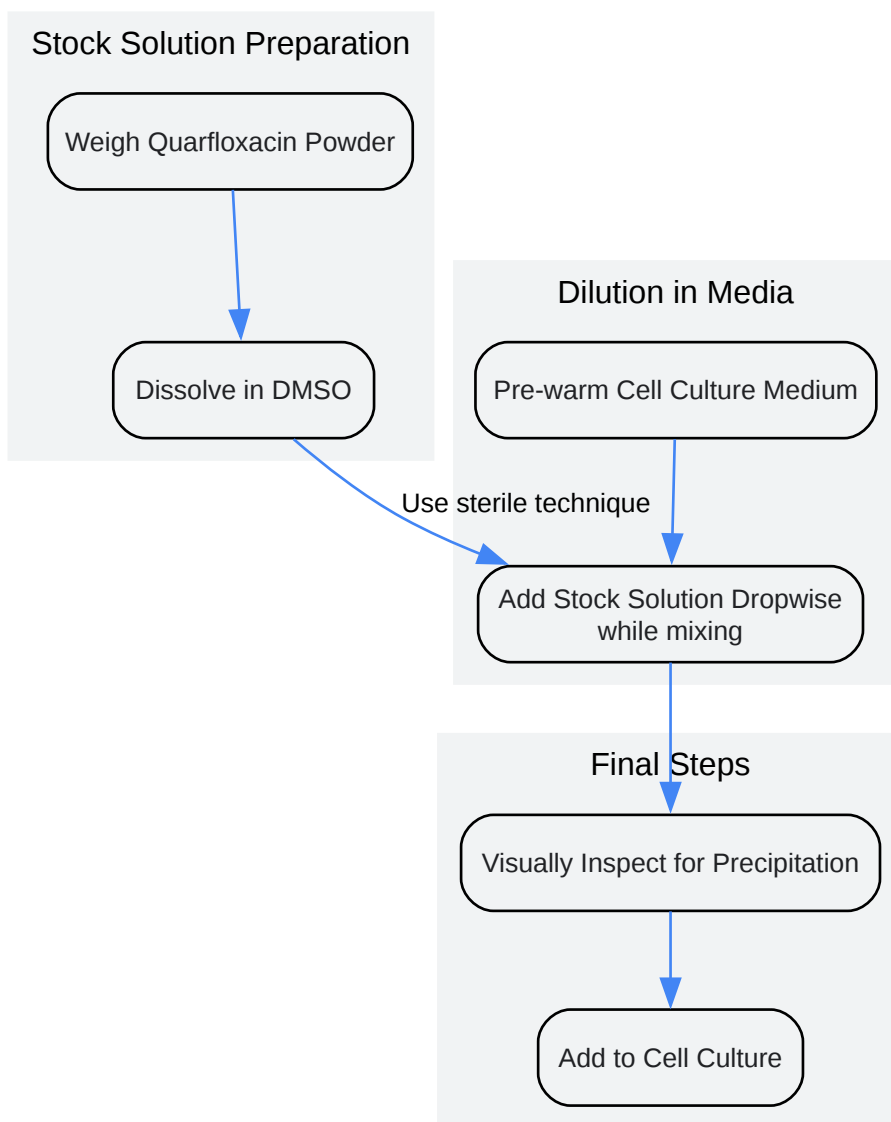 Stock Solution Preparation
Weigh Quarfloxacin Powder
Dissolve in DMSO
Dilution in Media
Pre-warm Cell Culture Medium
Use sterile technique
Add Stock Solution Dropwise
while mixing
Final Steps
Visually Inspect for Precipitation
Add to Cell Culture